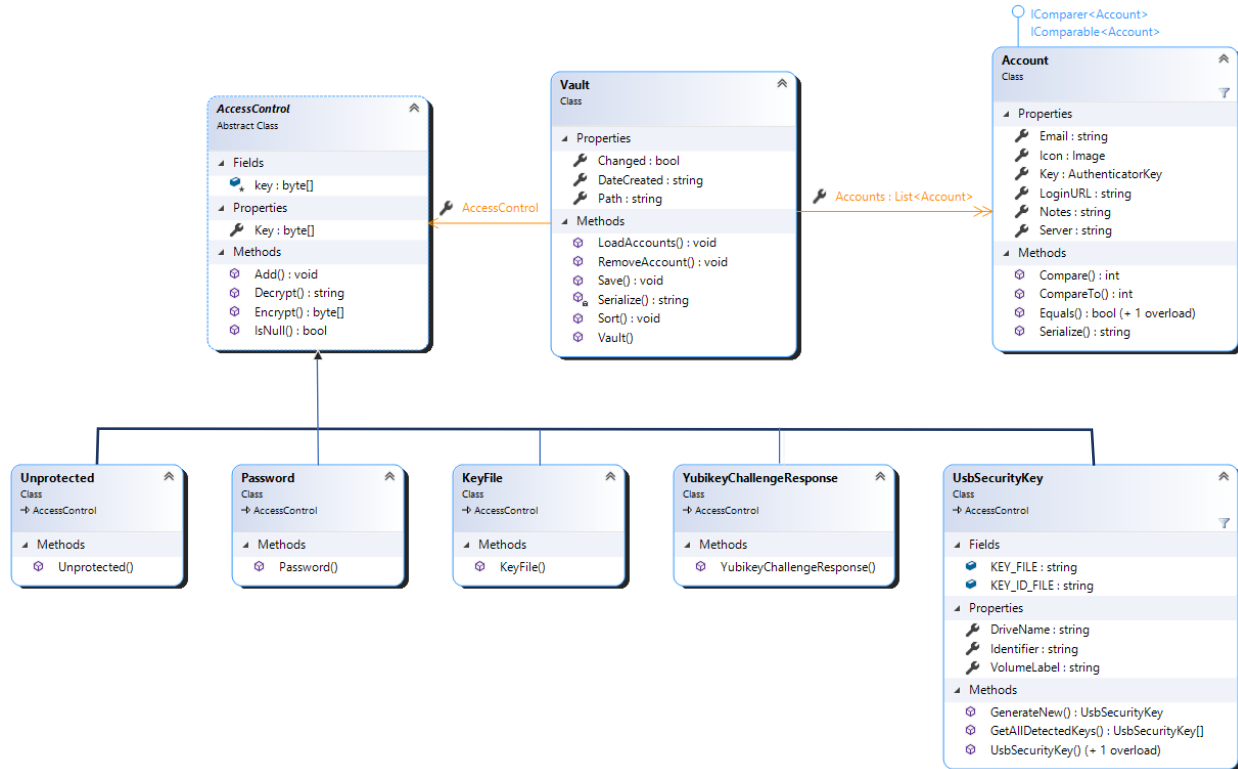 IComparer<Account>
IComparable<Account>
Account
Class
Properties
Email : string
Icon : Image
Key : AuthenticatorKey
LoginURL : string
Notes : string
Server : string
Methods
Compare() : int
CompareTo() : int
Equals() : bool (+ 1 overload)
Serialize() : string
Vault
Class
Properties
Changed : bool
DateCreated : string
Path : string
Methods
LoadAccounts() : void
RemoveAccount() : void
Save() : void
Serialize() : string
Sort() : void
Vault()
Accounts : List<Account>
AccessControl
AccessControl
Abstract Class
Fields
key : byte[]
Properties
Key : byte[]
Methods
Add() : void
Decrypt() : string
Encrypt() : byte[]
IsNull() : bool
Unprotected
Class
AccessControl
Methods
Unprotected()
Password
Class
AccessControl
Methods
Password()
KeyFile
Class
AccessControl
Methods
KeyFile()
YubikeyChallengeResponse
Class
AccessControl
Methods
YubikeyChallengeResponse()
UsbSecurityKey
Class
AccessControl
Fields
KEY_FILE : string
KEY_ID_FILE : string
Properties
DriveName : string
Identifier : string
VolumeLabel : string
Methods
GenerateNew() : UsbSecurityKey
GetAllDetectedKeys() : UsbSecurityKey[]
UsbSecurityKey() (+ 1 overload)